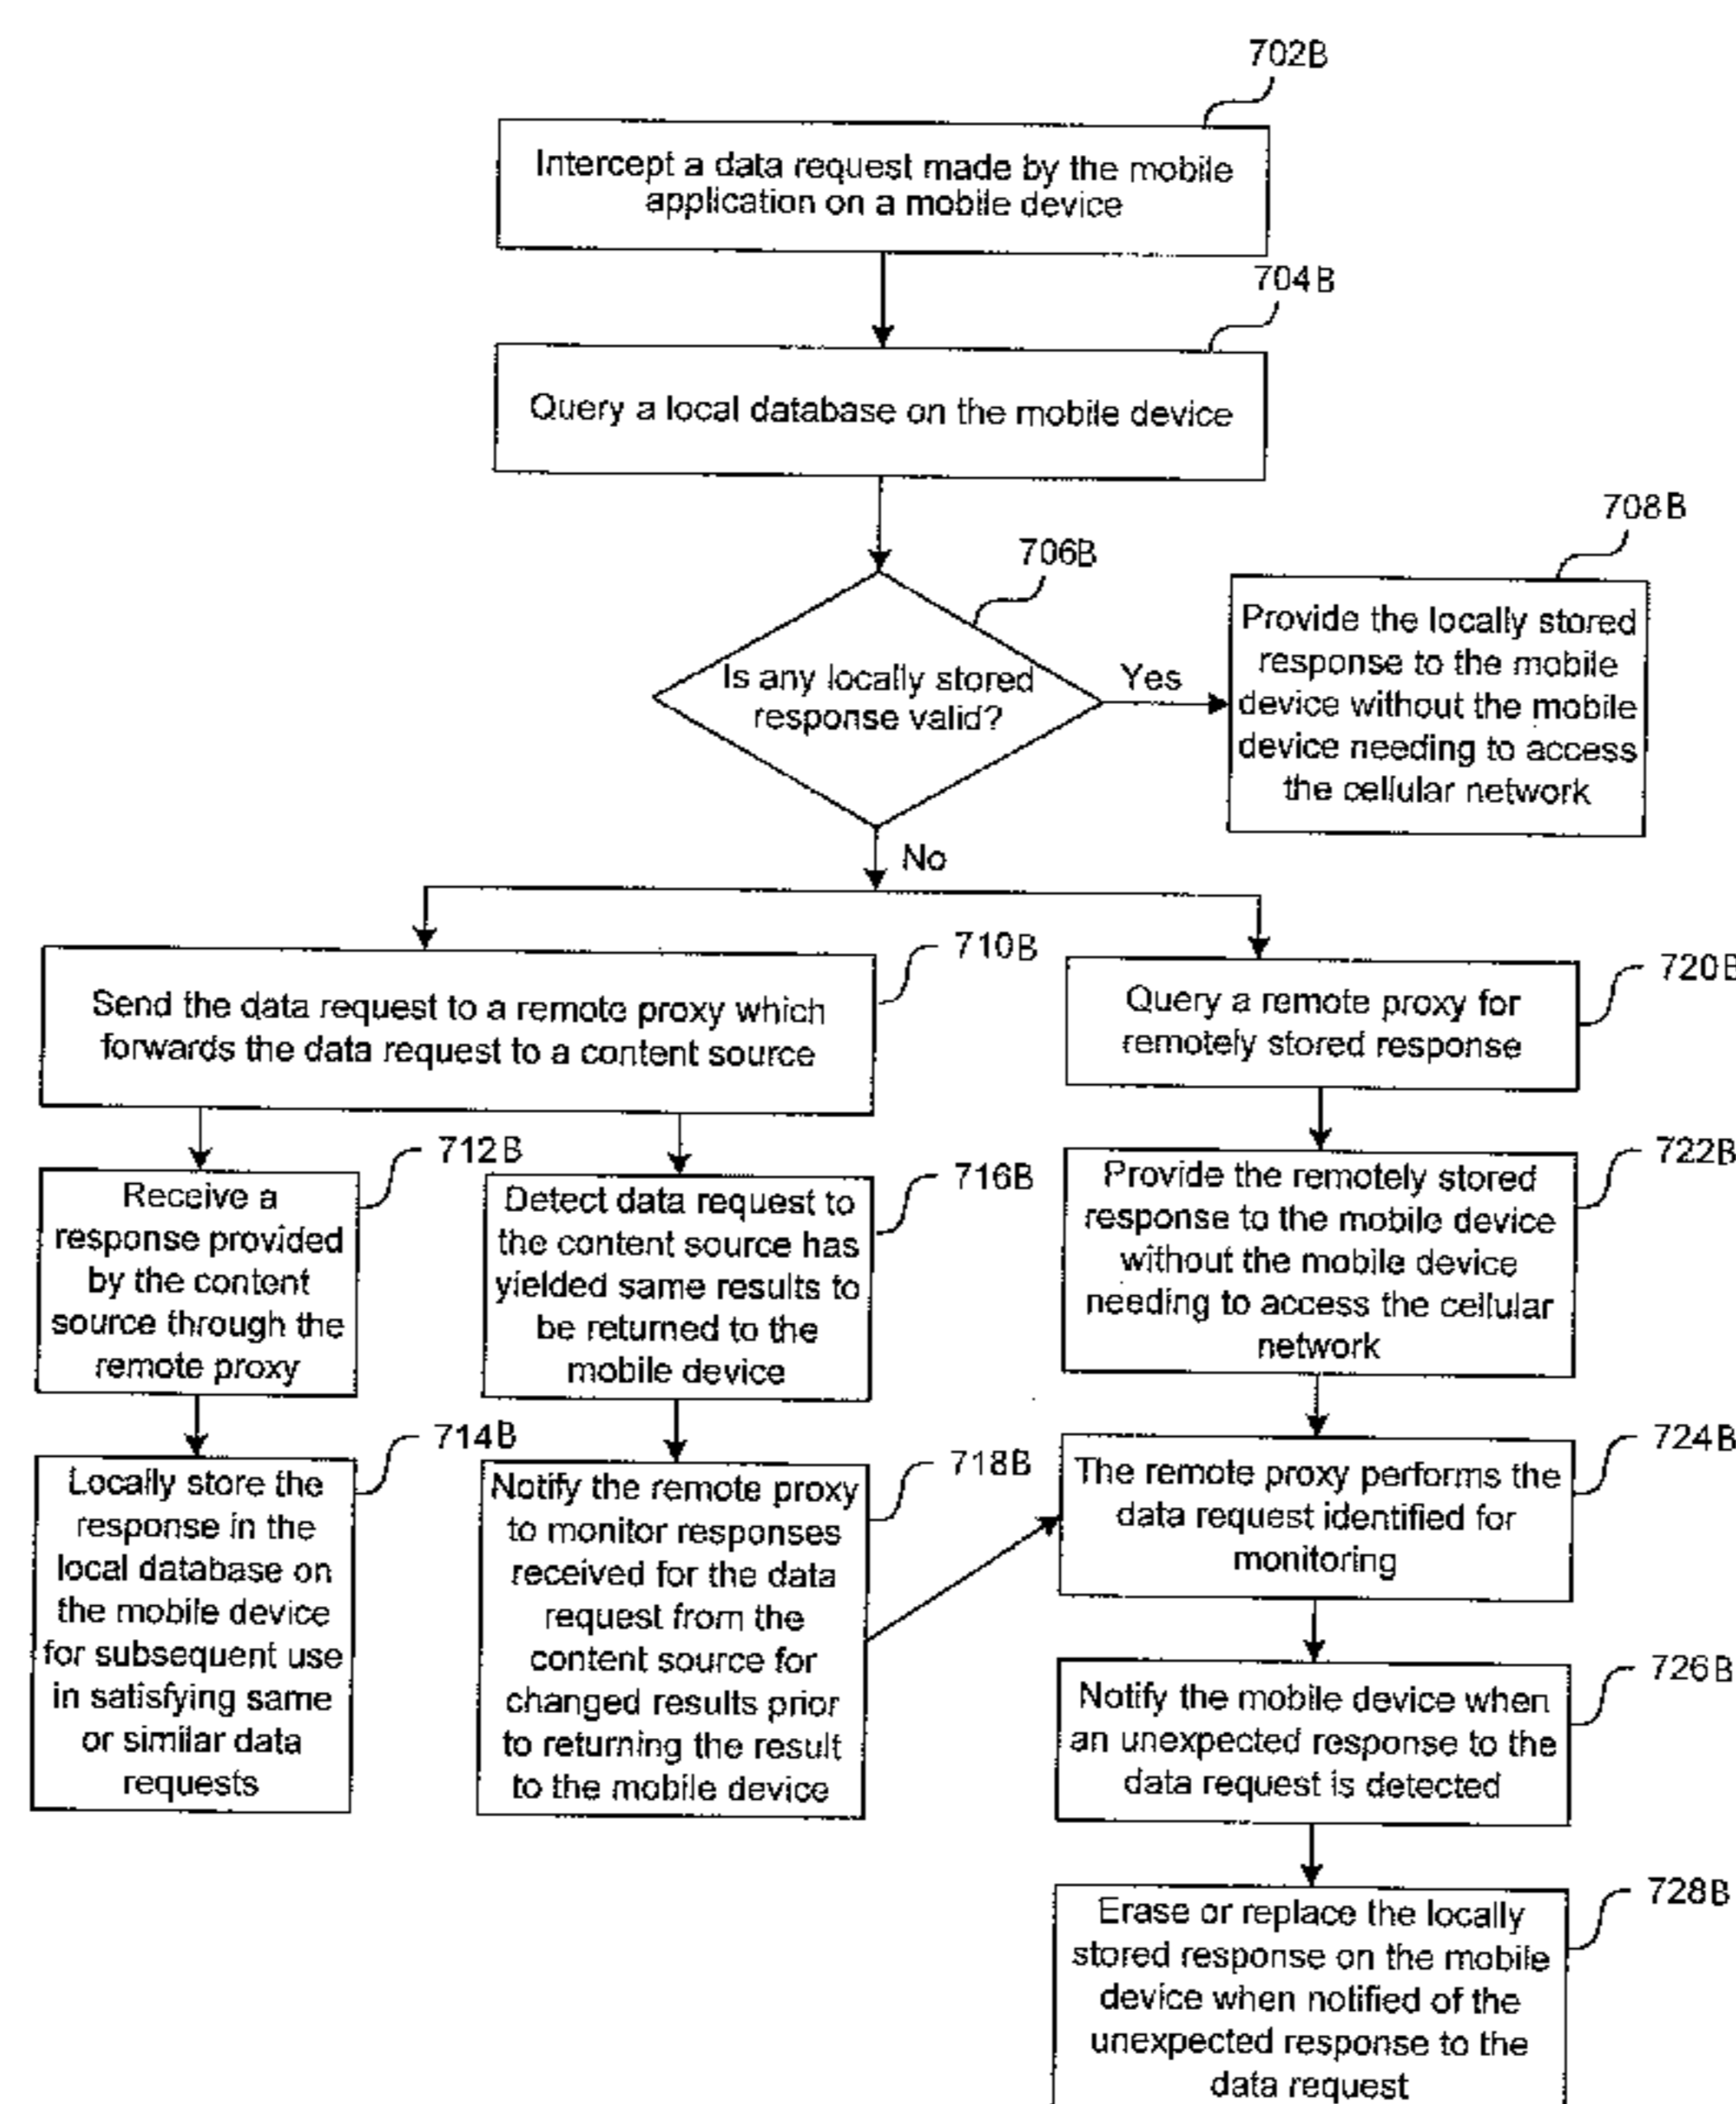 702B
Intercept a data request made by the mobile
application on a mobile device
704B
Query a local database on the mobile device
706B
Is any locally stored
response valid?
Yes
708B
Provide the locally stored
response to the mobile
device without the mobile
device needing to access
the cellular network
No
710B
Send the data request to a remote proxy which
forwards the data request to a content source
712B
Receive a
response provided
by the content
source through the
remote proxy
714B
Locally store the
response in the
local database on
the mobile device
for subsequent use
in satisfying same
or similar data
requests
716B
Detect data request to
the content source has
yielded same results to
be returned to the
mobile device
718B
Notify the remote proxy
to monitor responses
received for the data
request from the
content source for
changed results prior
to returning the result
to the mobile device
720B
Query a remote proxy for
remotely stored response
722B
Provide the remotely stored
response to the mobile device
without the mobile device
needing to access the cellular
network
724B
The remote proxy performs the
data request identified for
monitoring
726B
Notify the mobile device when
an unexpected response to the
data request is detected
728B
Erase or replace the locally
stored response on the mobile
device when notified of the
unexpected response to the
data request